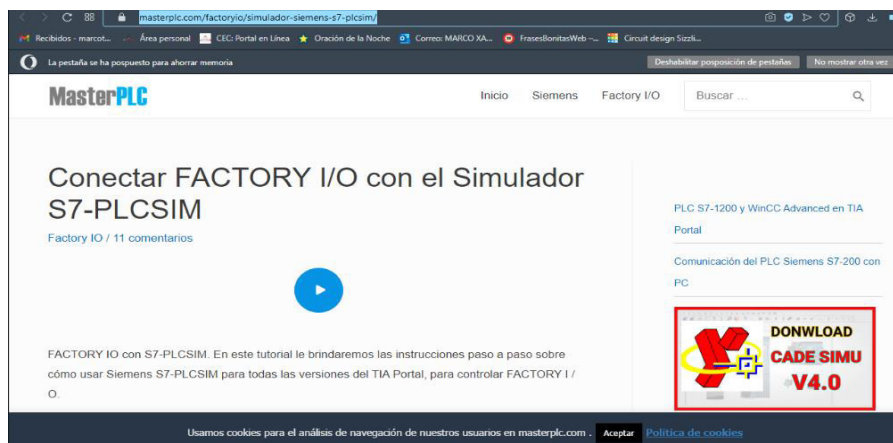 88
masterplc.com/factoryio/simulador-siemens-s7-plcsim/
Recibidos - marcot... Área personal CEC: Portal en Línea Oración de la Noche Correo: MARCO XA... FrasesBonitasWeb –... Circuit design Sizzli...
La pestaña se ha pospuesto para ahorrar memoria
Deshabilitar posposición de pestañas
No mostrar otra vez
MasterPLC
Inicio Siemens Factory I/O
Buscar ...
Conectar FACTORY I/O con el Simulador
S7-PLCSIM
Factory IO / 11 comentarios
FACTORY IO con S7-PLCSIM. En este tutorial le brindaremos las instrucciones paso a paso sobre
cómo usar Siemens S7-PLCSIM para todas las versiones del TIA Portal, para controlar FACTORY I /
O.
PLC S7-1200 y WinCC Advanced en TIA
Portal
Comunicación del PLC Siemens S7-200 con
PC
DONWLOAD
CADE SIMU
V4.0
Usamos cookies para el análisis de navegación de nuestros usuarios en masterplc.com .
Aceptar
Política de cookies